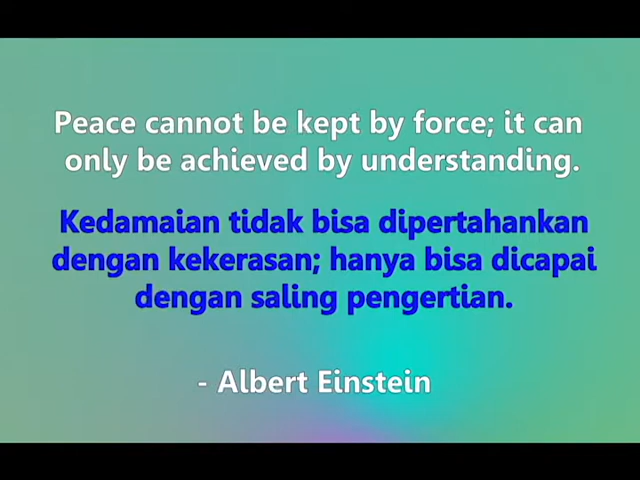 Peace cannot be kept by force; it can
only be achieved by understanding.
Kedamaian tidak bisa dipertahankan
dengan kekerasan; hanya bisa dicapai
dengan saling pengertian.
- Albert Einstein